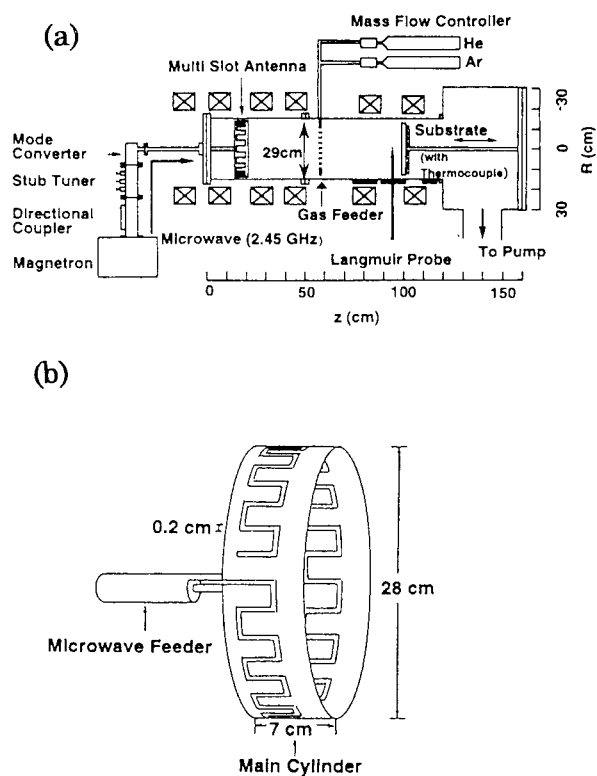 (a)
Mass Flow Controller
He
Ar
Multi Slot Antenna
Mode
Converter
Stub Tuner
Directional
Coupler
Magnetron
Microwave (2.45 GHz)
29cm
Gas Feeder
Substrate
(with
Thermocouple)
Langmuir Probe
To Pump
-30
0
30
R (cm)
0 50 100 150
z (cm)
(b)
0.2 cm
28 cm
Microwave Feeder
7 cm
Main Cylinder